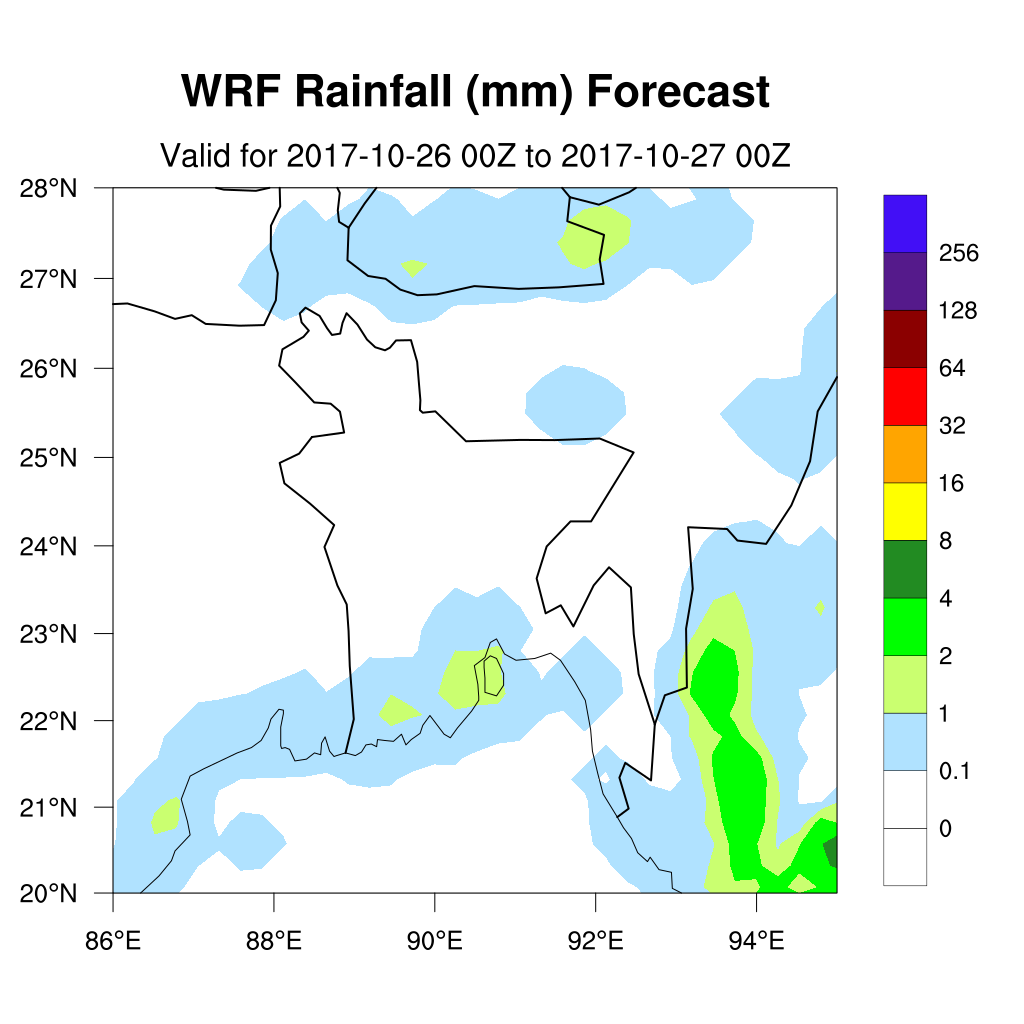 WRF Rainfall (mm) Forecast
Valid for 2017-10-26 00Z to 2017-10-27 00Z
28°N
27°N
26°N
25°N
24°N
23°N
22°N
21°N
20°N
86°E
88°E
90°E
92°E
94°E
256
128
64
32
16
8
4
2
1
0.1
0